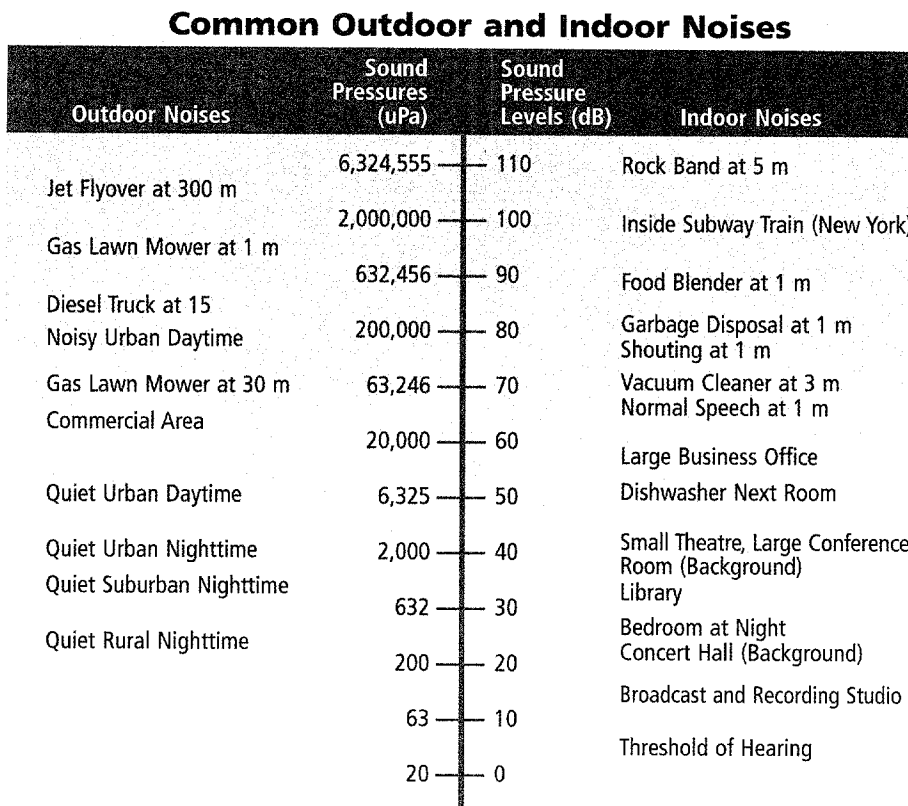 Common Outdoor and Indoor Noises
Outdoor Noises
Sound
Pressures
(uPa)
Sound
Pressure
Levels (dB)
Indoor Noises
6,324,555 110 Rock Band at 5 m
Jet Flyover at 300 m
2,000,000 100 Inside Subway Train (New York)
Gas Lawn Mower at 1 m
632,456 90 Food Blender at 1 m
Diesel Truck at 15
Noisy Urban Daytime 200,000 80 Garbage Disposal at 1 m
Shouting at 1 m
Gas Lawn Mower at 30 m 63,246 70 Vacuum Cleaner at 3 m
Normal Speech at 1 m
Commercial Area
20,000 60
Large Business Office
Quiet Urban Daytime 6,325 50 Dishwasher Next Room
Quiet Urban Nighttime 2,000 40 Small Theatre, Large Conference
Room (Background)
Quiet Suburban Nighttime Library
632 30
Quiet Rural Nighttime Bedroom at Night
Concert Hall (Background)
200 20
Broadcast and Recording Studio
63 10
Threshold of Hearing
20 0